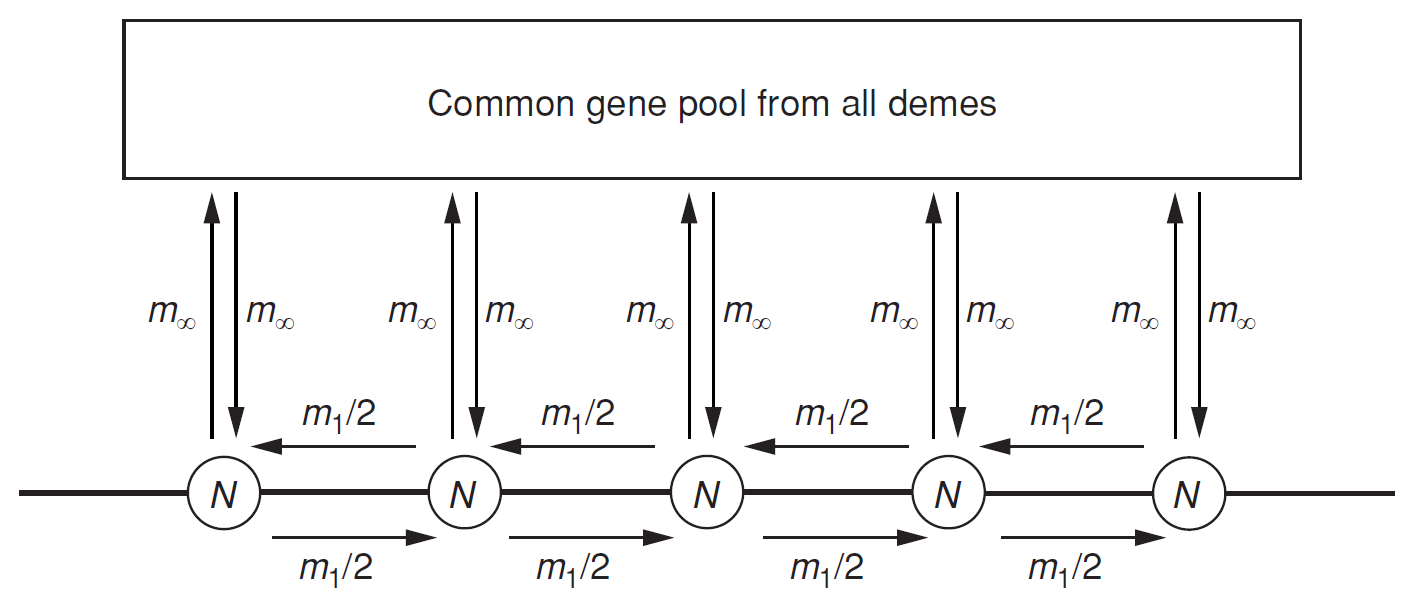 Common gene pool from all demes
m∞ m∞ m∞ m∞ m∞ m∞ m∞ m∞ m∞ m∞
m₁/2 m₁/2 m₁/2 m₁/2
N N N N N
m₁/2 m₁/2 m₁/2 m₁/2